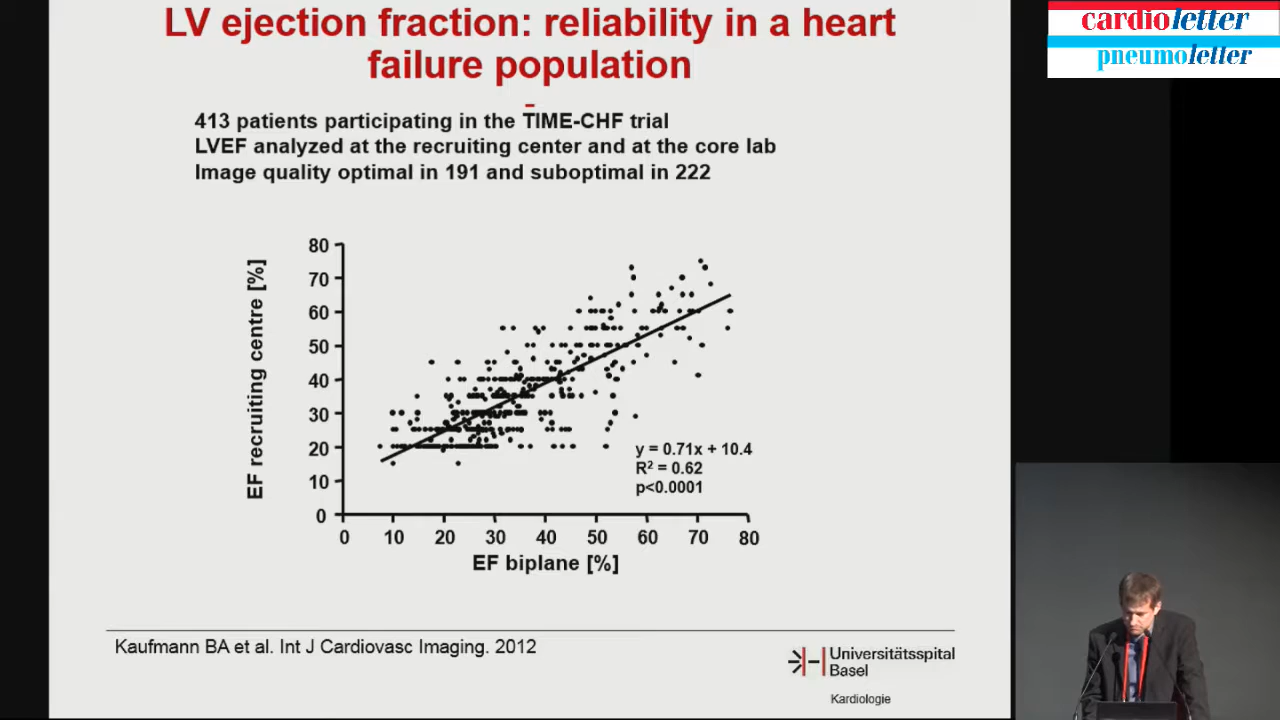 LV ejection fraction: reliability in a heart
failure population
413 patients participating in the TIME-CHF trial
LVEF analyzed at the recruiting center and at the core lab
Image quality optimal in 191 and suboptimal in 222
EF recruiting centre [%]
80
70
60
50
40
30
20
10
0
y = 0.71x + 10.4
R² = 0.62
p<0.0001
0 10 20 30 40 50 60 70 80
EF biplane [%]
Kaufmann BA et al. Int J Cardiovasc Imaging. 2012
Universitätsspital
Basel
Kardiologie
cardioletter
pneumoletter